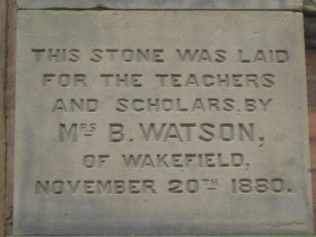 THIS STONE WAS LAID
FOR THE TEACHERS
AND SCHOLARS. BY
MRS B. WATSON,
OF WAKEFIELD,
NOVEMBER 20TH 1880.